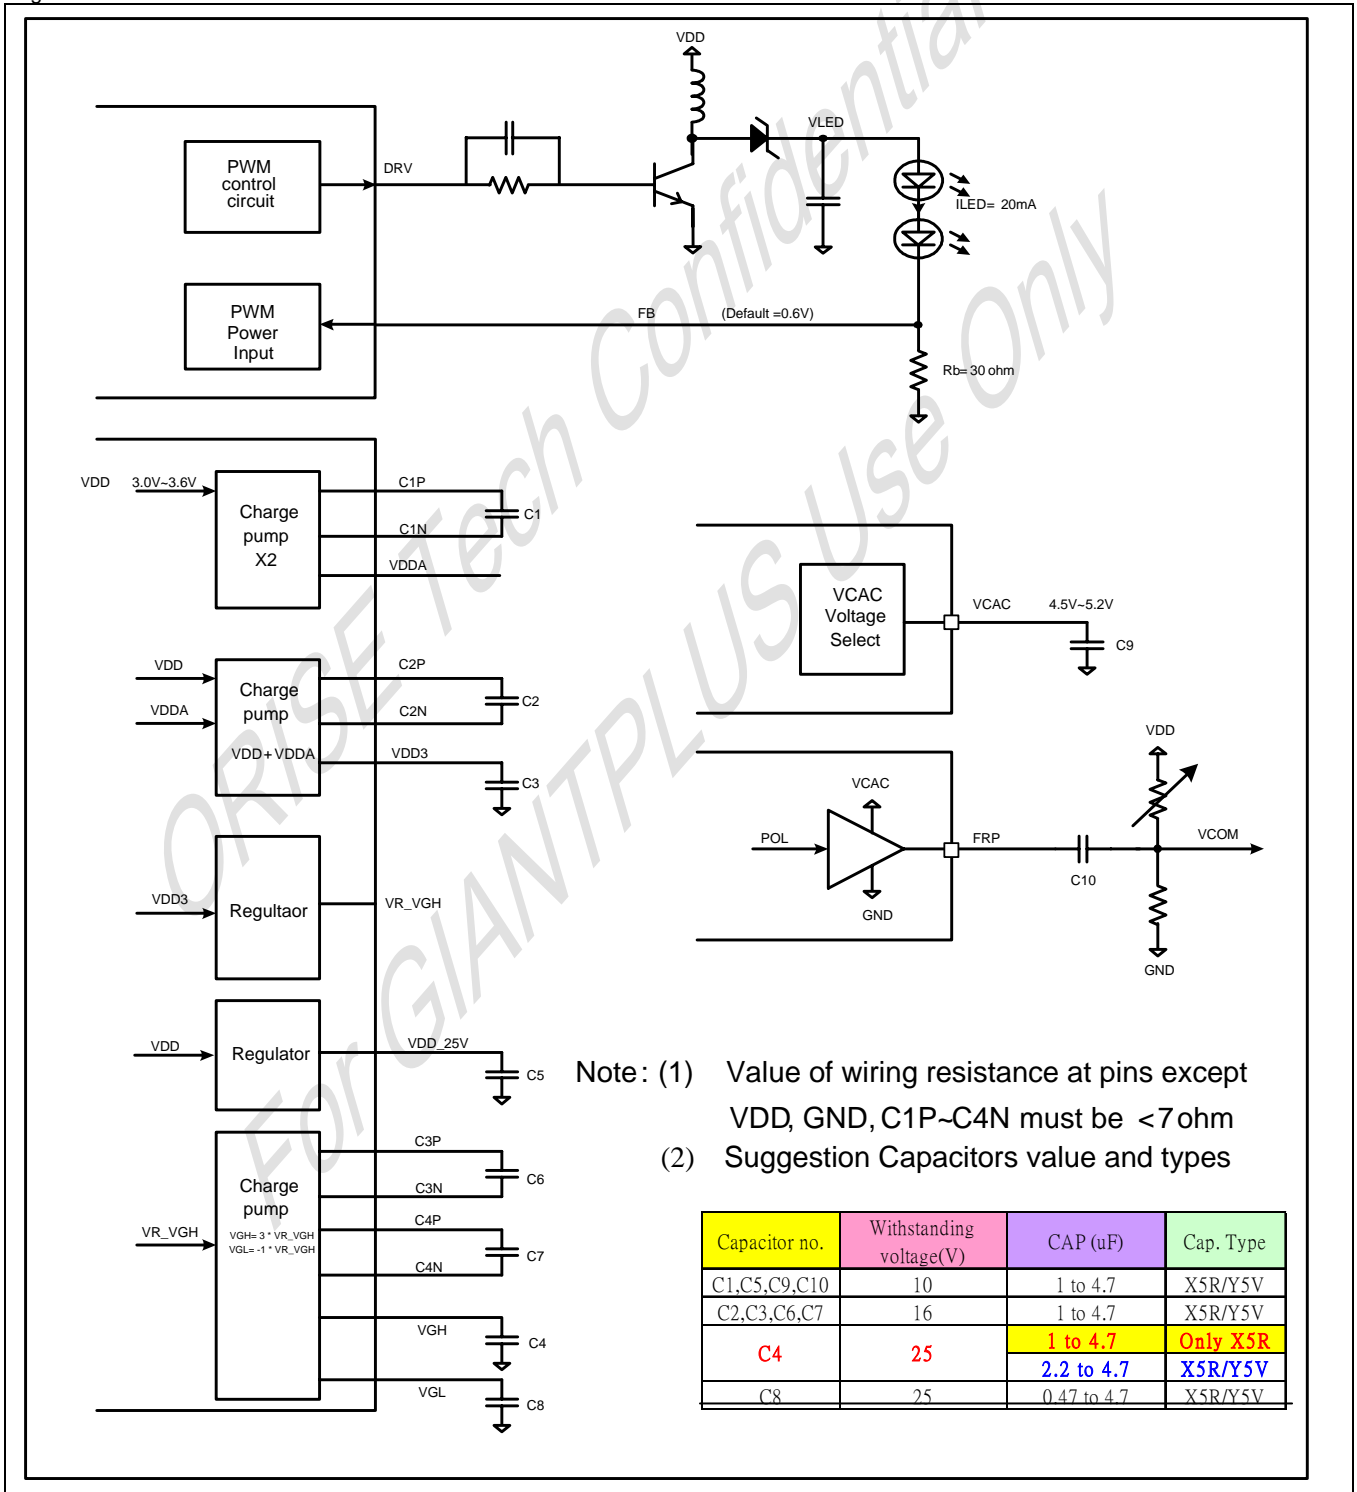 VDD
PWM
control
circuit
DRV
VLED
ILED= 20mA
PWM
Power
Input
FB
(Default =0.6V)
Rb= 30 ohm
VDD 3.0V~3.6V
Charge
pump
X2
C1P
C1N
C1
VDDA
VDD
VDDA
Charge
pump
VDD+VDDA
C2P
C2N
C2
VDD3
C3
VCAC
Voltage
Select
VCAC
4.5V~5.2V
C9
POL
VCAC
GND
FRP
C10
VDD
VCOM
GND
VDD3
Regultaor
VR_VGH
VDD
Regulator
VDD_25V
C5
VR_VGH
Charge
pump
VGH= 3 * VR_VGH
VGL= -1 * VR_VGH
C3P
C3N
C6
C4P
C4N
C7
VGH
C4
VGL
C8
Note: (1) Value of wiring resistance at pins except
VDD, GND, C1P~C4N must be <7ohm
(2) Suggestion Capacitors value and types
Capacitor no. Withstanding voltage(V) CAP (uF) Cap. Type
C1,C5,C9,C10 10 1 to 4.7 X5R/Y5V
C2,C3,C6,C7 16 1 to 4.7 X5R/Y5V
C4 25 1 to 4.7 Only X5R
2.2 to 4.7 X5R/Y5V
C8 25 0.47 to 4.7 X5R/Y5V
ORISE Tech Confidential
For GIANTPLUS Use Only